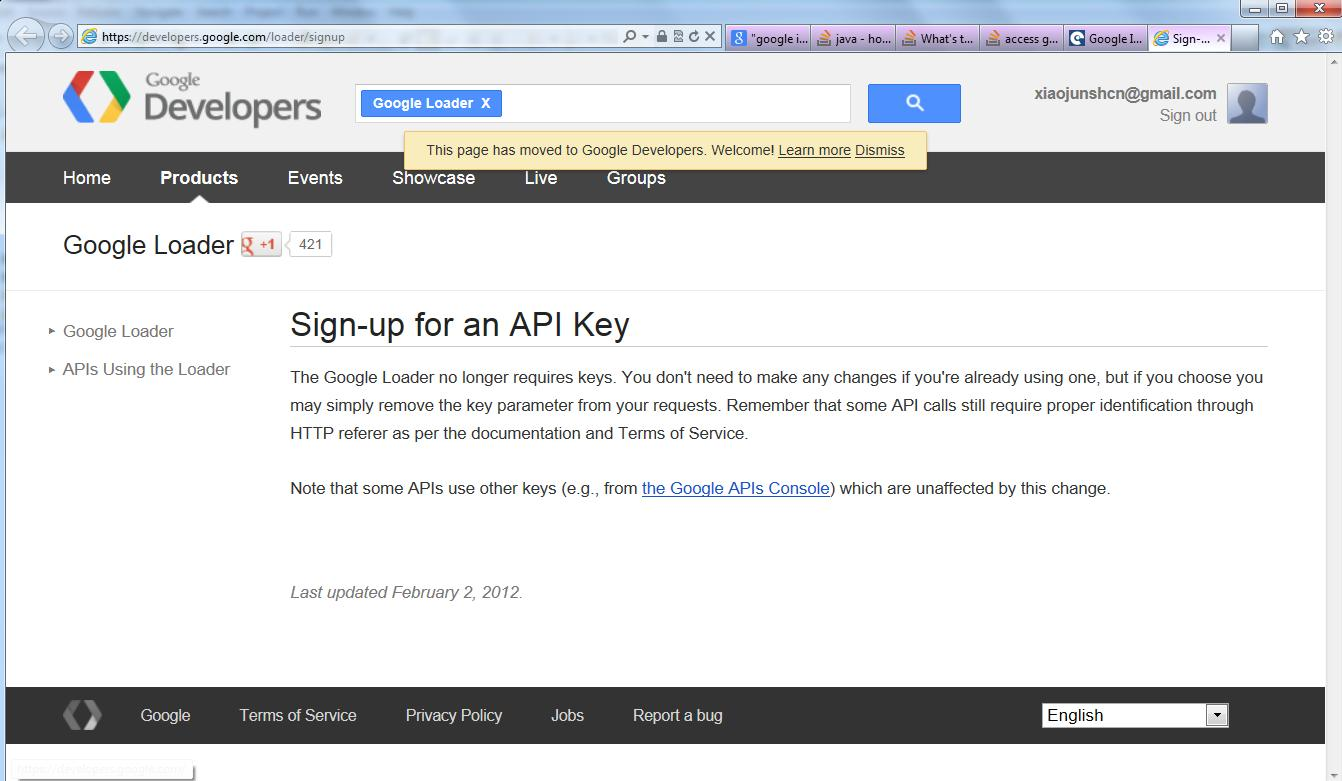 https://developers.google.com/loader/signup
"google i...
java - ho...
What's t...
access g...
Google I...
Sign-...
Google
Developers
Google Loader X
xiaojunshcn@gmail.com
Sign out
This page has moved to Google Developers. Welcome! Learn more Dismiss
Home Products Events Showcase Live Groups
Google Loader +1 421
Google Loader
APIs Using the Loader
Sign-up for an API Key
The Google Loader no longer requires keys. You don't need to make any changes if you're already using one, but if you choose you
may simply remove the key parameter from your requests. Remember that some API calls still require proper identification through
HTTP referer as per the documentation and Terms of Service.
Note that some APIs use other keys (e.g., from the Google APIs Console) which are unaffected by this change.
Last updated February 2, 2012.
Google Terms of Service Privacy Policy Jobs Report a bug
English